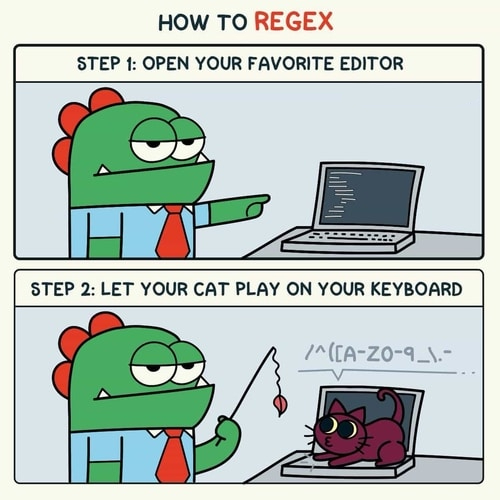 HOW TO REGEX
STEP 1: OPEN YOUR FAVORITE EDITOR
STEP 2: LET YOUR CAT PLAY ON YOUR KEYBOARD
/^([A-Z0-9_\.-